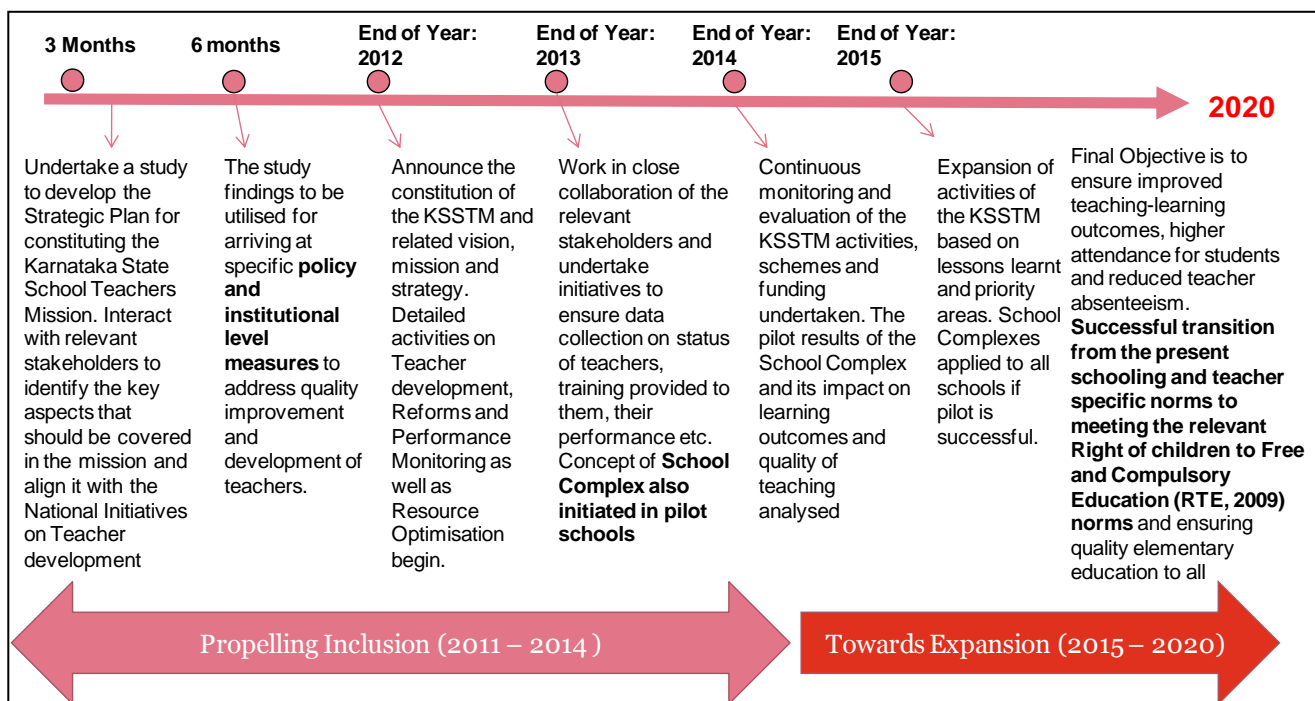 3 Months
6 months
End of Year:
2012
End of Year:
2013
End of Year:
2014
End of Year:
2015
2020
Undertake a study
to develop the
Strategic Plan for
constituting the
Karnataka State
School Teachers
Mission. Interact
with relevant
stakeholders to
identify the key
aspects that
should be covered
in the mission and
align it with the
National Initiatives
on Teacher
development
The study
findings to be
utilised for
arriving at
specific policy
and
institutional
level
measures to
address quality
improvement
and
development of
teachers.
Announce the
constitution of
the KSSTM and
related vision,
mission and
strategy.
Detailed
activities on
Teacher
development,
Reforms and
Performance
Monitoring as
well as
Resource
Optimisation
begin.
Work in close
collaboration of the
relevant
stakeholders and
undertake
initiatives to
ensure data
collection on status
of teachers,
training provided to
them, their
performance etc.
Concept of School
Complex also
initiated in pilot
schools
Continuous
monitoring and
evaluation of the
KSSTM activities,
schemes and
funding
undertaken. The
pilot results of the
School Complex
and its impact on
learning
outcomes and
quality of
teaching
analysed
Expansion of
activities of
the KSSTM
based on
lessons learnt
and priority
areas. School
Complexes
applied to all
schools if
pilot is
successful.
Final Objective is to
ensure improved
teaching-learning
outcomes, higher
attendance for students
and reduced teacher
absenteeism.
Successful transition
from the present
schooling and teacher
specific norms to
meeting the relevant
Right of children to Free
and Compulsory
Education (RTE, 2009)
norms and ensuring
quality elementary
education to all
Propelling Inclusion (2011 – 2014 )
Towards Expansion (2015 – 2020)